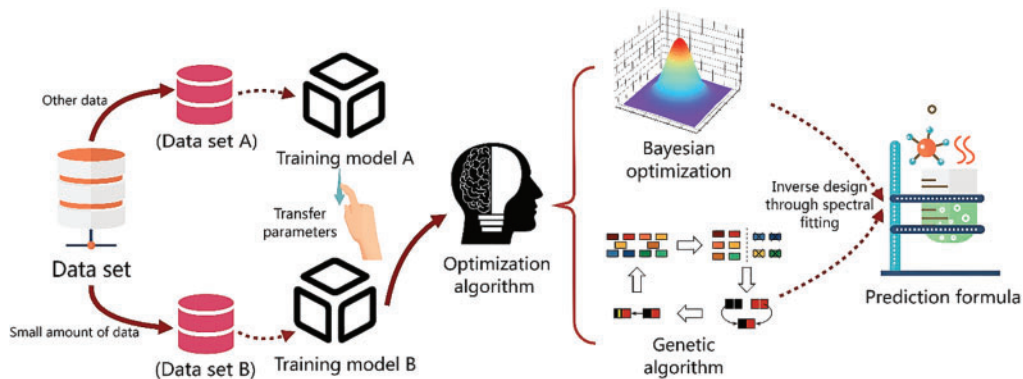 Other data
(Data set A)
Training model A
Transfer
parameters
Data set
Small amount of data
(Data set B)
Training model B
Optimization
algorithm
Bayesian
optimization
Inverse design
through spectral
fitting
Genetic
algorithm
Prediction formula